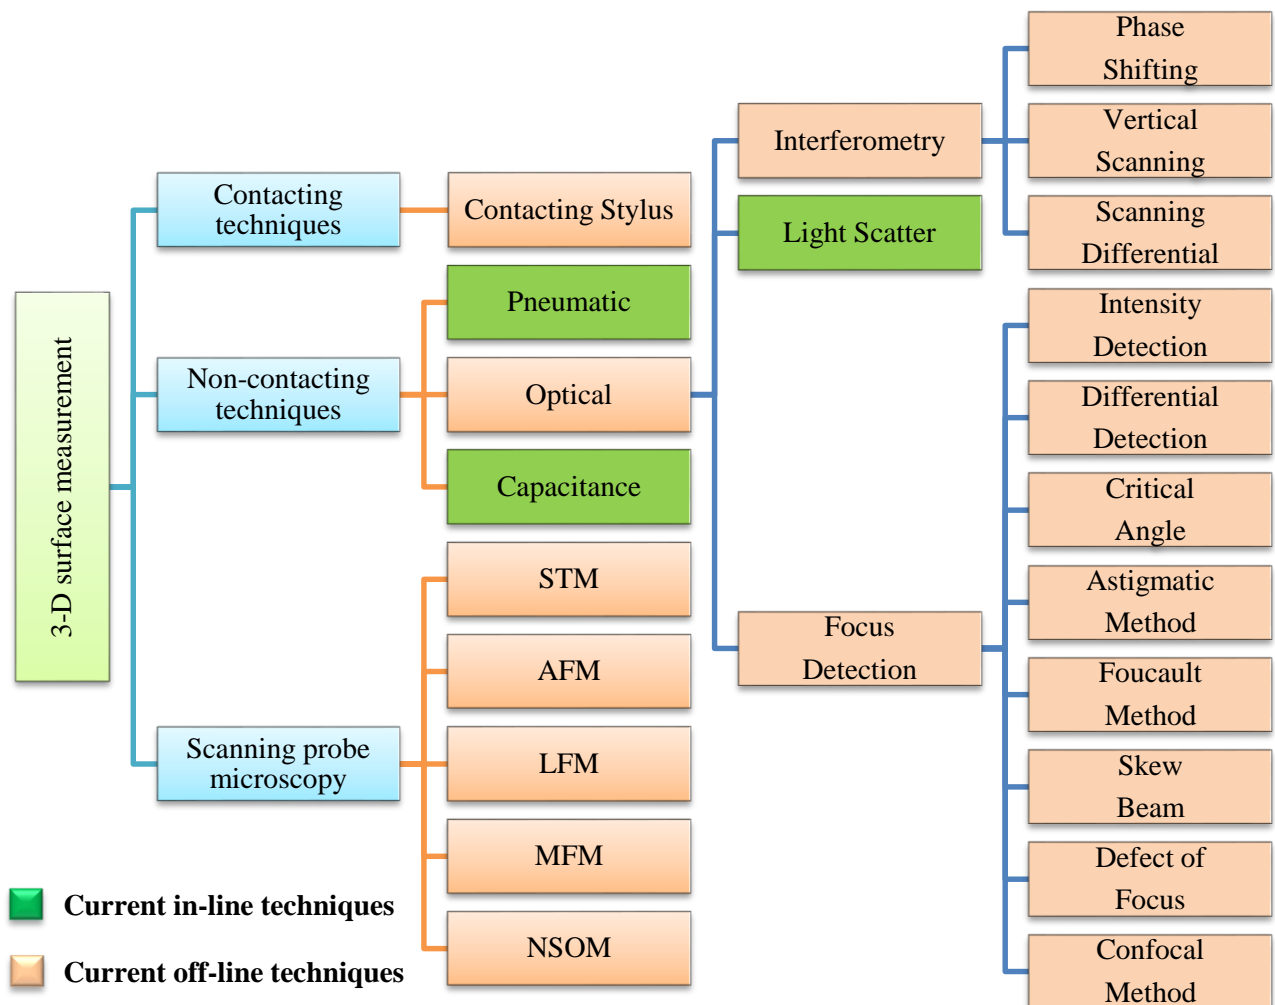 3-D surface measurement
Contacting
techniques
Non-contacting
techniques
Scanning probe
microscopy
Contacting Stylus
Pneumatic
Optical
Capacitance
STM
AFM
LFM
MFM
NSOM
Interferometry
Light Scatter
Focus
Detection
Phase
Shifting
Vertical
Scanning
Scanning
Differential
Intensity
Detection
Differential
Detection
Critical
Angle
Astigmatic
Method
Foucault
Method
Skew
Beam
Defect of
Focus
Confocal
Method
Current in-line techniques
Current off-line techniques